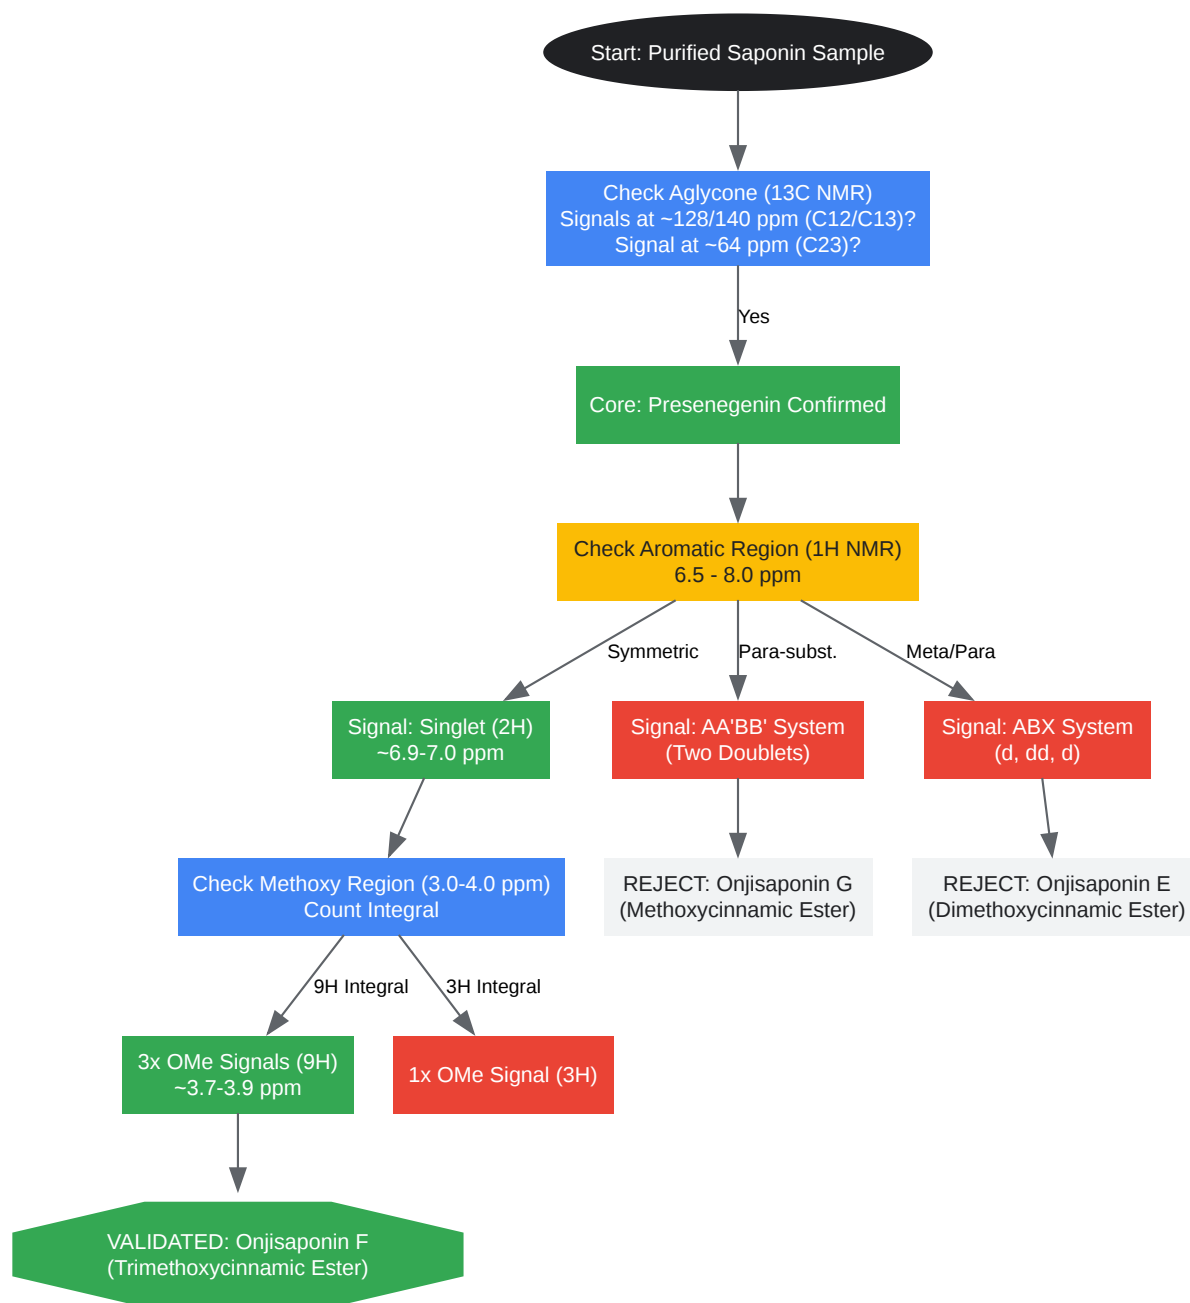 Start: Purified Saponin Sample
Check Aglycone (13C NMR)
Signals at ~128/140 ppm (C12/C13)?
Signal at ~64 ppm (C23)?
Yes
Core: Presenegenin Confirmed
Check Aromatic Region (1H NMR)
6.5 - 8.0 ppm
Symmetric
Para-subst.
Meta/Para
Signal: Singlet (2H)
~6.9-7.0 ppm
Signal: AA'BB' System
(Two Doublets)
Signal: ABX System
(d, dd, d)
Check Methoxy Region (3.0-4.0 ppm)
Count Integral
REJECT: Onjisaponin G
(Methoxycinnamic Ester)
REJECT: Onjisaponin E
(Dimethoxycinnamic Ester)
9H Integral
3H Integral
3x OMe Signals (9H)
~3.7-3.9 ppm
1x OMe Signal (3H)
VALIDATED: Onjisaponin F
(Trimethoxycinnamic Ester)